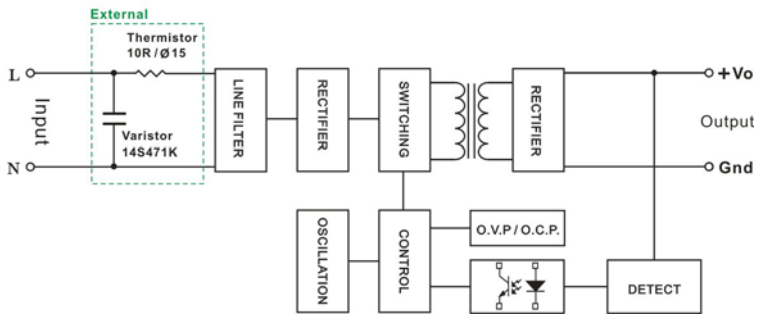 External
Thermistor
10R / Ø15
L
N
Input
Varistor
14S471K
LINE FILTER
RECTIFIER
SWITCHING
RECTIFIER
+Vo
Output
Gnd
OSCILLATION
CONTROL
O.V.P / O.C.P.
DETECT